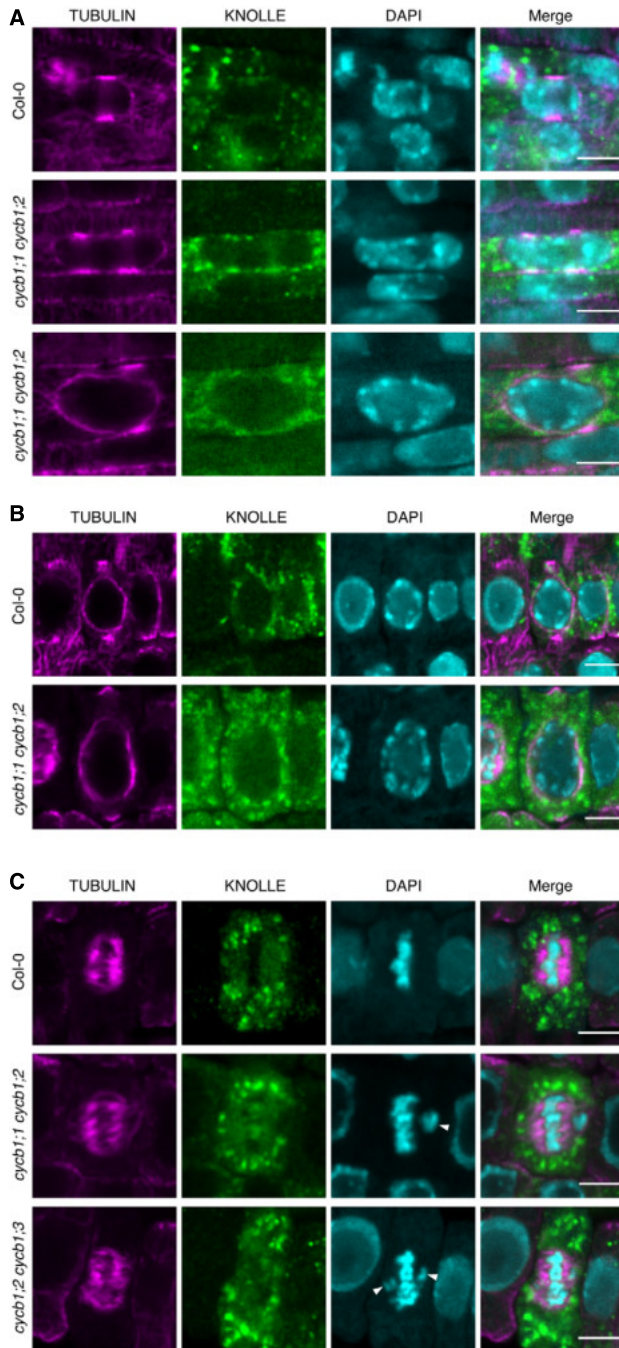 A
TUBULIN KNOLLE DAPI Merge
Col-0
cycb1;1 cycb1;2
cycb1;1 cycb1;2
B
TUBULIN KNOLLE DAPI Merge
Col-0
cycb1;1 cycb1;2
C
TUBULIN KNOLLE DAPI Merge
Col-0
cycb1;1 cycb1;2
cycb1;2 cycb1;3